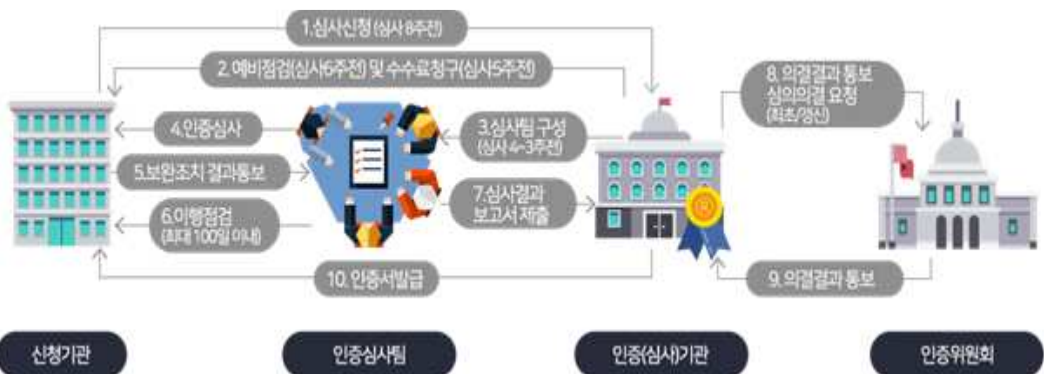 1.심사신청 (심사 8주전)
2. 예비점검(심사6주전) 및 수수료청구(심사5주전)
8. 의결결과 통보
심의의결 요청
(최초/갱신)
4.인증심사
3.심사팀 구성
(심사 4~3주전)
5.보완조치 결과통보
7.심사결과
보고서 제출
6.이행점검
(최대 100일 이내)
10. 인증서발급
9. 의결결과 통보
신청기관
인증심사팀
인증(심사)기관
인증위원회